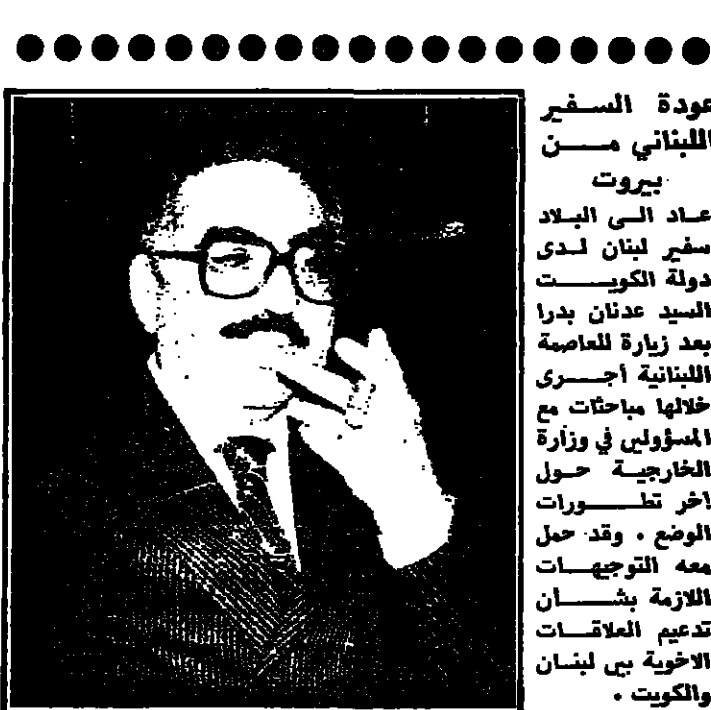 عودة السفير
اللبناني من
بيروت
عاد الى البلاد
سفير لبنان لدى
دولة الكويت
السيد عدنان بدرا
بعد زيارة للعاصمة
اللبنانية أجرى
خلالها مباحثات مع
المسؤولين في وزارة
الخارجية حول
اخر تطورات
الوضع . وقد حمل
معه التوجيهات
اللازمة بشأن
تدعيم العلاقات
الاخوية بين لبنان
والكويت .